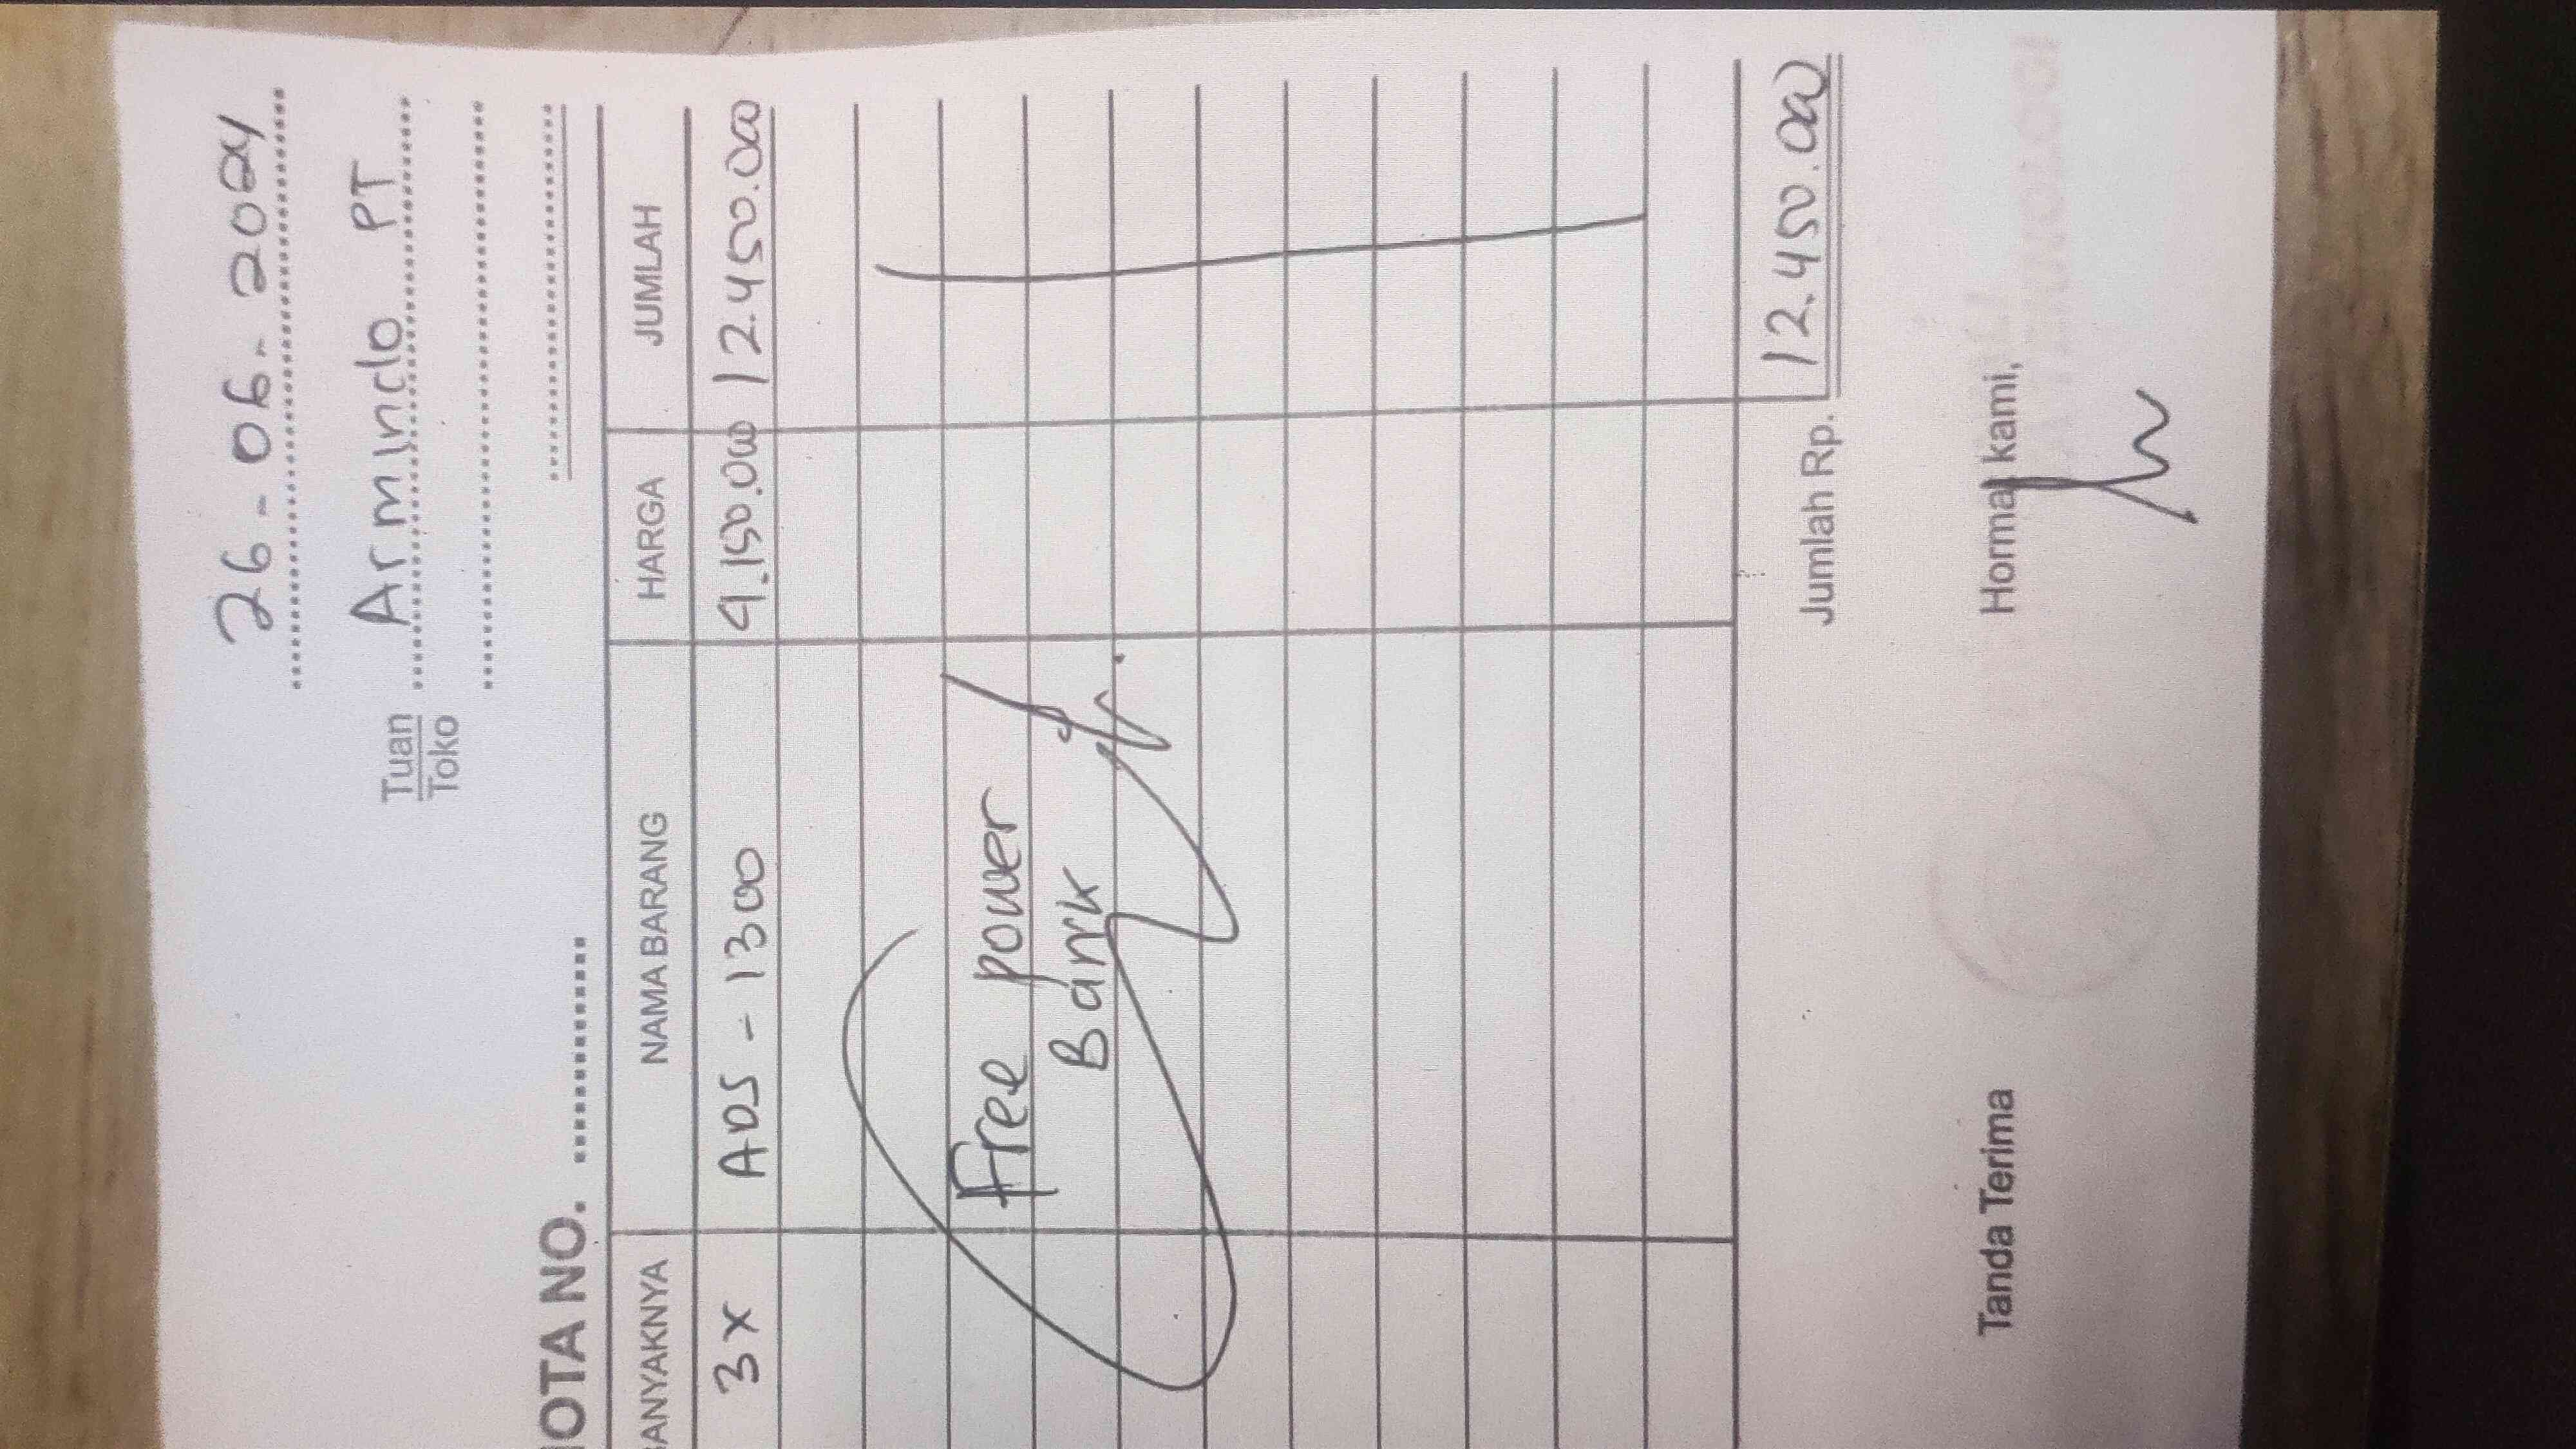 26-06-2024
Tuan Arminclo PT
Toko
NOTA NO.
BANYAKNYA NAMA BARANG HARGA JUMLAH
3x ADS-1300 4.150.000 12.450.000
Free power
Bank
Jumlah Rp. 12.450.000
Tanda Terima Hormat kami,